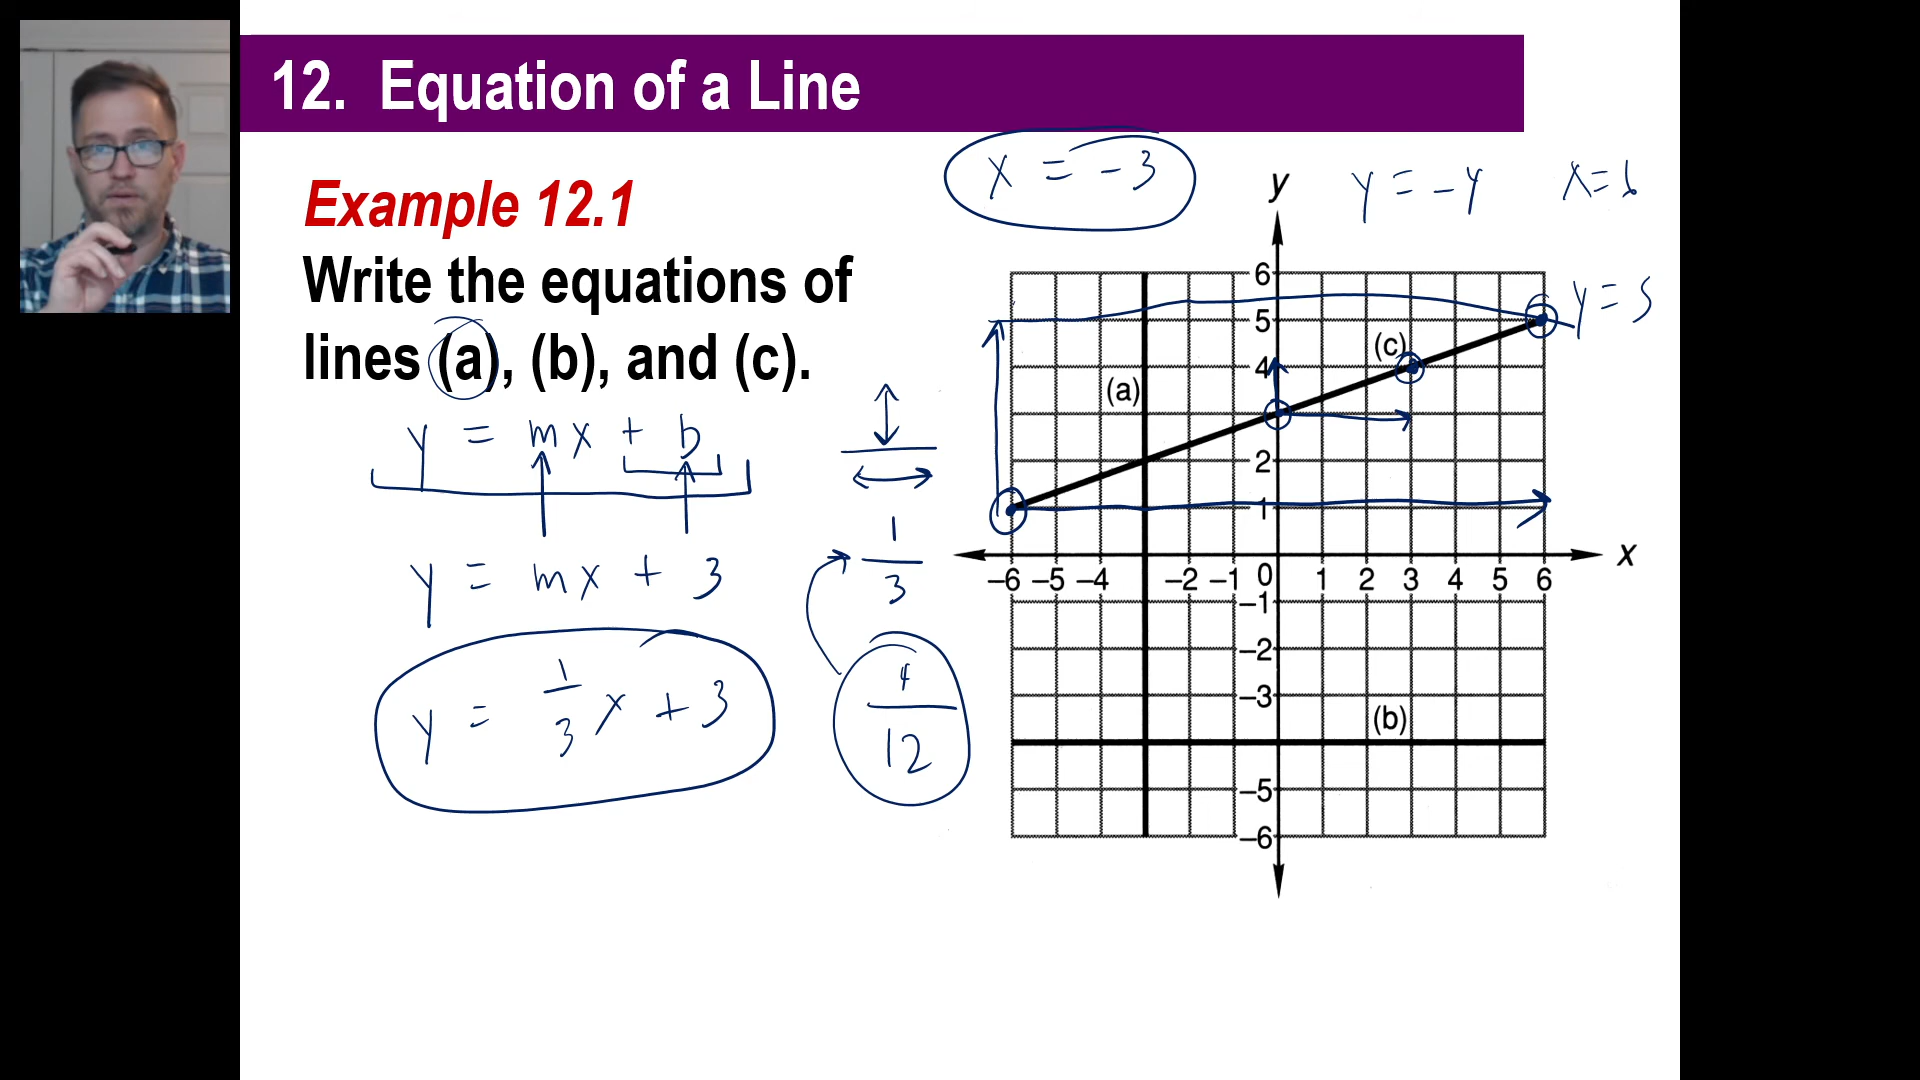 12. Equation of a Line
Example 12.1
Write the equations of
lines (a), (b), and (c).
y = mx + b
y = mx + 3
y = 1/3 x + 3
1/3
4/12
x = -3
y = -4
x = 6
y = 5
y
6
5
(c)
4
(a)
2
1
x
–6 –5 –4 –2 –1 0 1 2 3 4 5 6
–1
–2
–3
(b)
–5
–6